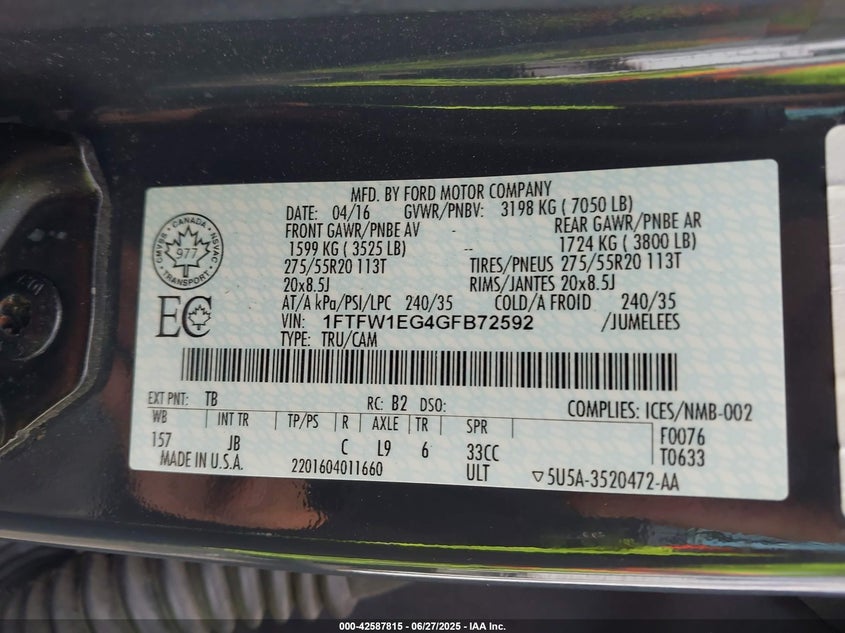 MFD. BY FORD MOTOR COMPANY
DATE: 04/16 GVWR/PNBV: 3198 KG ( 7050 LB)
FRONT GAWR/PNBE AV REAR GAWR/PNBE AR
1599 KG ( 3525 LB) -- 1724 KG ( 3800 LB)
275/55R20 113T TIRES/PNEUS 275/55R20 113T
20x8.5J RIMS/JANTES 20x8.5J
AT/A kPa/PSI/LPC 240/35 COLD/A FROID 240/35
VIN: 1FTFW1EG4GFB72592 /JUMELEES
TYPE: TRU/CAM
CMVSS • CANADA • NSVAC
977
TRANSPORT
EC
EXT PNT: TB RC: B2 DSO: COMPLIES: ICES/NMB-002
WB INT TR TP/PS R AXLE TR SPR F0076
157 JB C L9 6 33CC T0633
MADE IN U.S.A. 2201604011660 ULT ▽5U5A-3520472-AA
000-42587815 / 06/27/2025 - IAA Inc.